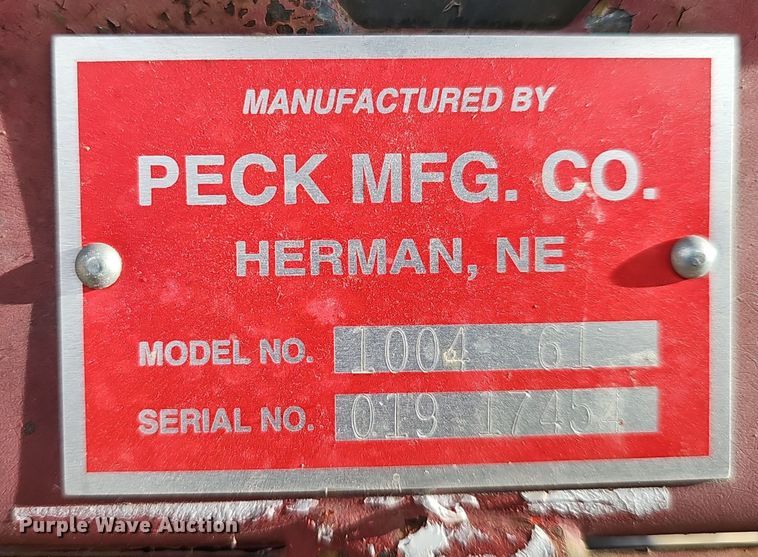 MANUFACTURED BY
PECK MFG. CO.
HERMAN, NE
MODEL NO. 1004 61
SERIAL NO. 019 17454
Purple Wave Auction